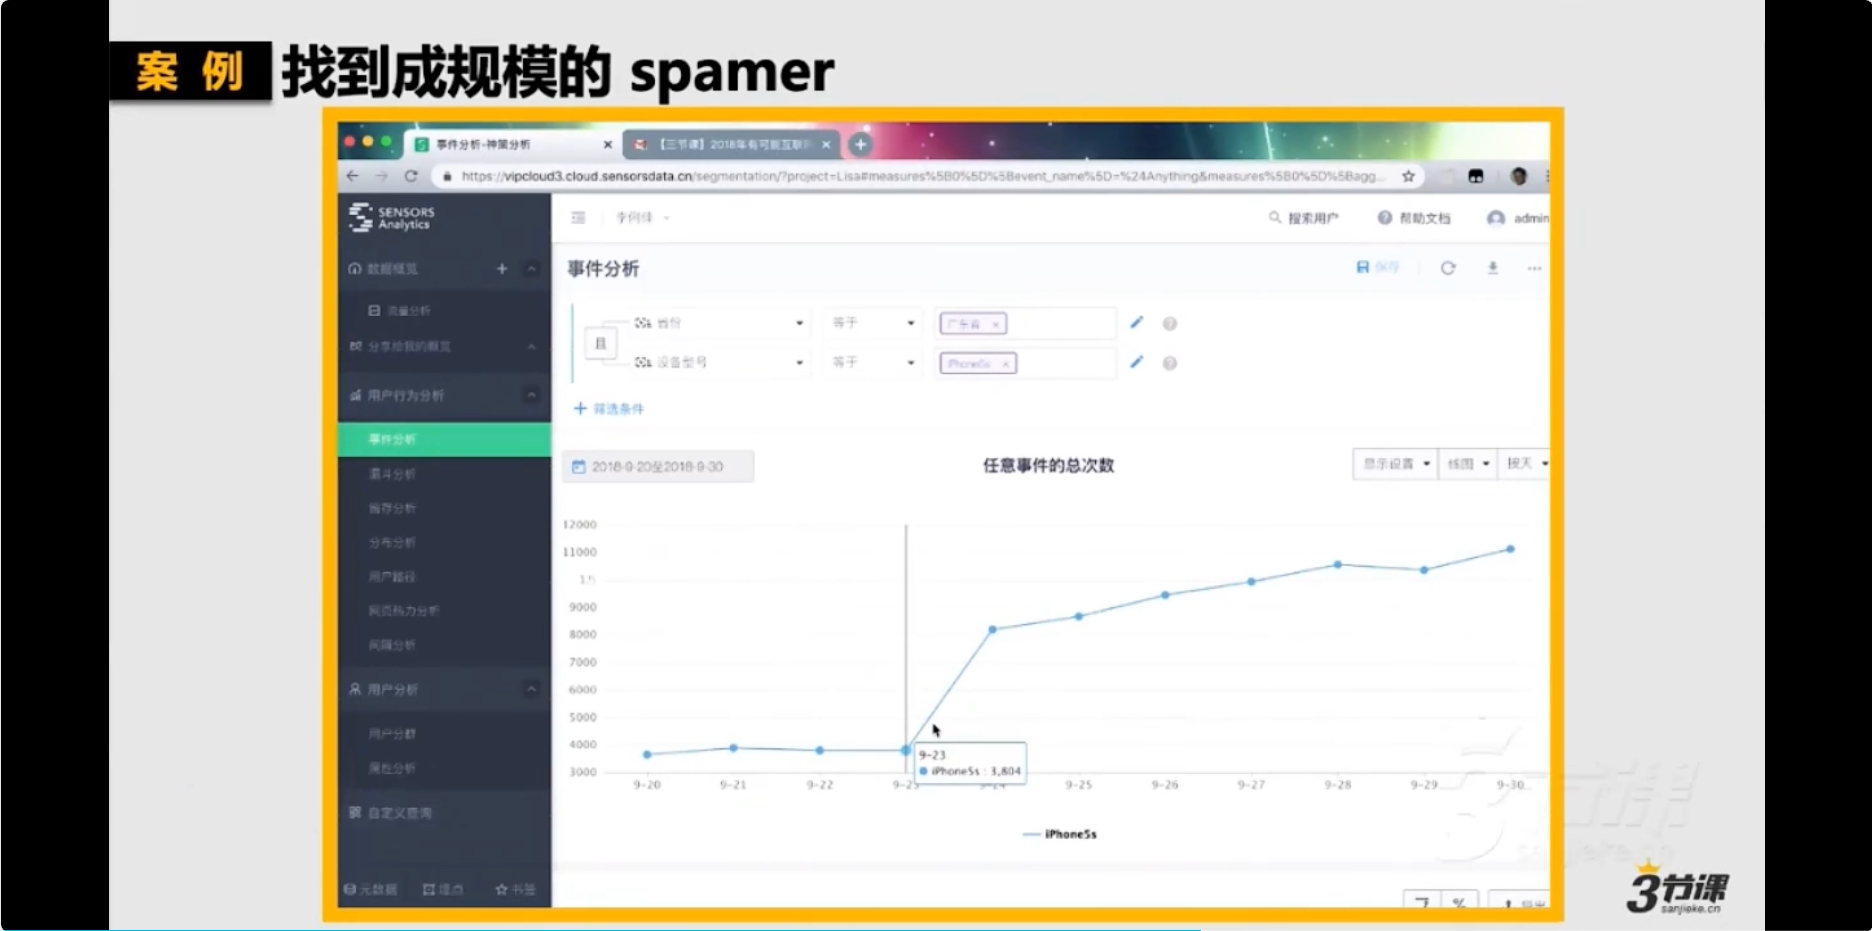 案 例 找到成规模的 spamer
事件分析-神策分析
【三节课】2018年有可能互联
https://vipcloud3.cloud.sensorsdata.cn/segmentation/?project=Lisa#measures%5B0%5D%5Bevent_name%5D=%24Anything&measures%5B0%5D%5Bagg...
SENSORS
Analytics
搜索用户 帮助文档 admin
数据概览
流量分析
分享给我的概览
用户行为分析
事件分析
漏斗分析
留存分析
分布分析
用户路径
网页热力分析
间隔分析
用户分析
用户分群
属性分析
自定义查询
元数据 埋点 书签
事件分析
保存
且
省份 等于 广东省 ×
设备型号 等于 iPhone5s ×
+ 筛选条件
2018-9-20至2018-9-30
任意事件的总次数
显示设置 线图 按天
12000
11000
1万
9000
8000
7000
6000
5000
4000
3000
9-23
iPhone5s : 3,804
9-20 9-21 9-22 9-23 9-24 9-25 9-26 9-27 9-28 9-29 9-30
iPhone5s
%
导出
3节课
sanjieke.cn